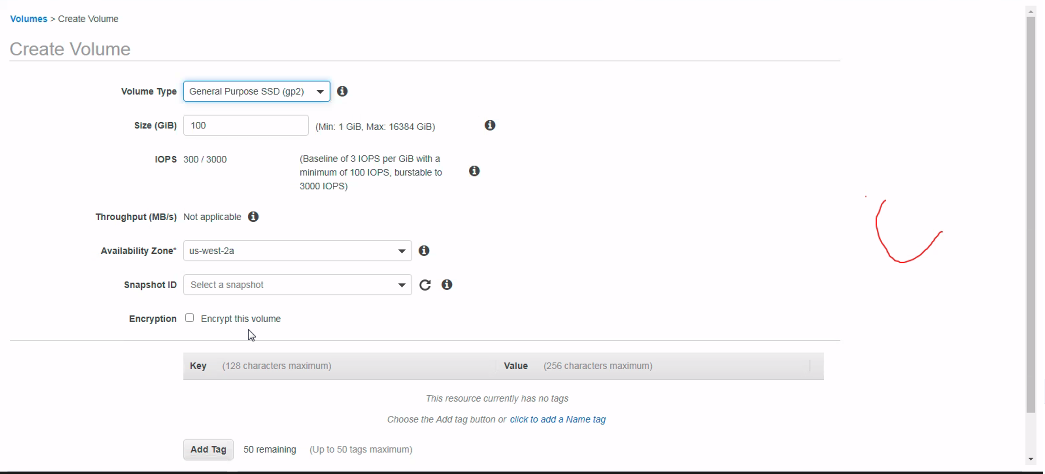 Volumes > Create Volume
Create Volume
Volume Type General Purpose SSD (gp2)
Size (GiB) 100 (Min: 1 GiB, Max: 16384 GiB)
IOPS 300 / 3000 (Baseline of 3 IOPS per GiB with a
minimum of 100 IOPS, burstable to
3000 IOPS)
Throughput (MB/s) Not applicable
Availability Zone* us-west-2a
Snapshot ID Select a snapshot
Encryption Encrypt this volume
Key (128 characters maximum) Value (256 characters maximum)
This resource currently has no tags
Choose the Add tag button or click to add a Name tag
Add Tag 50 remaining (Up to 50 tags maximum)